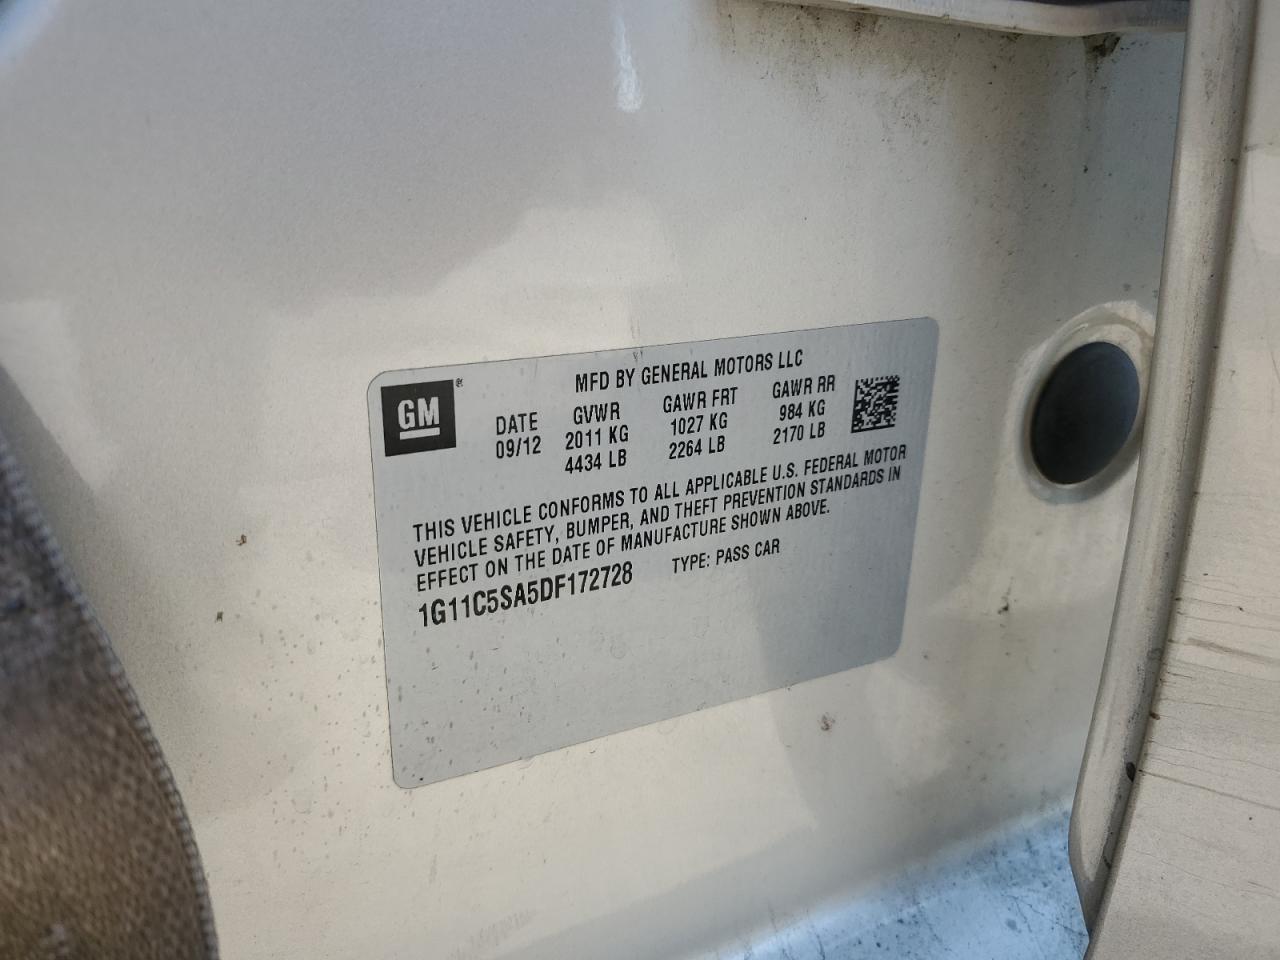 GM ®
MFD BY GENERAL MOTORS LLC
DATE GVWR GAWR FRT GAWR RR
09/12 2011 KG 1027 KG 984 KG
4434 LB 2264 LB 2170 LB
THIS VEHICLE CONFORMS TO ALL APPLICABLE U.S. FEDERAL MOTOR
VEHICLE SAFETY, BUMPER, AND THEFT PREVENTION STANDARDS IN
EFFECT ON THE DATE OF MANUFACTURE SHOWN ABOVE.
1G11C5SA5DF172728 TYPE: PASS CAR